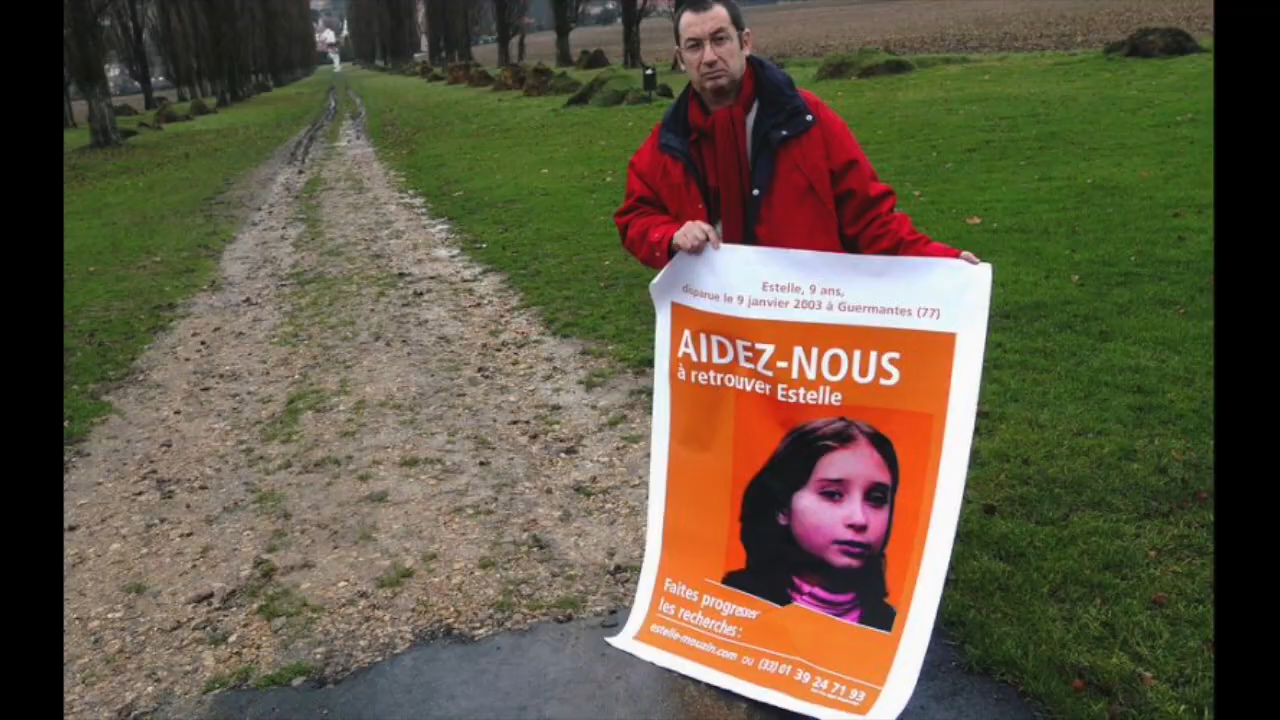 Estelle, 9 ans,
disparue le 9 janvier 2003 à Guermantes (77)
AIDEZ-NOUS
à retrouver Estelle
Faites progresser
les recherches :
estelle-mouzin.com ou (33) 01 39 24 71 93